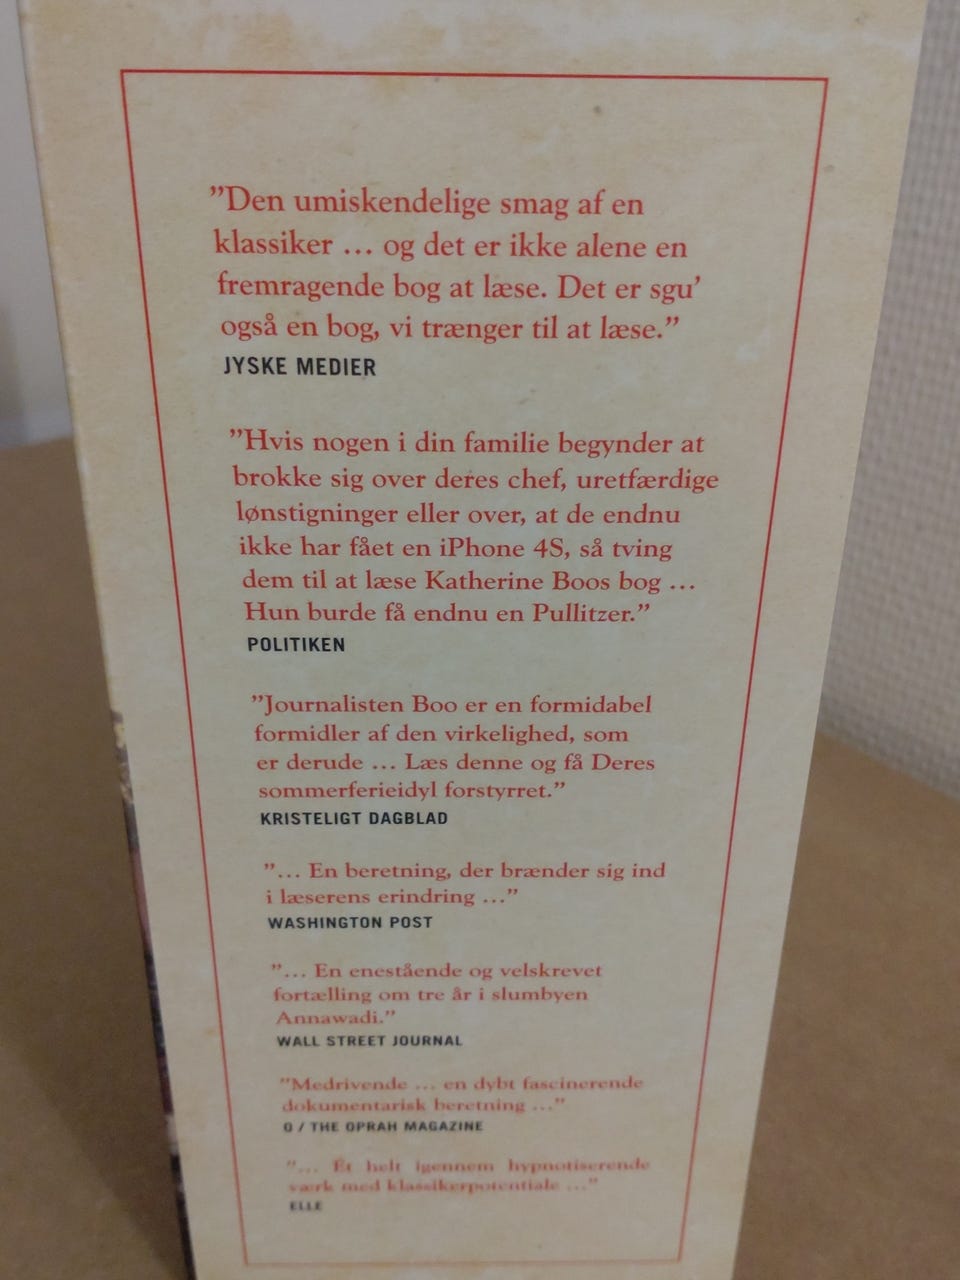 ”Den umiskendelige smag af en
klassiker … og det er ikke alene en
fremragende bog at læse. Det er sgu’
også en bog, vi trænger til at læse.”
JYSKE MEDIER
”Hvis nogen i din familie begynder at
brokke sig over deres chef, uretfærdige
lønstigninger eller over, at de endnu
ikke har fået en iPhone 4S, så tving
dem til at læse Katherine Boos bog …
Hun burde få endnu en Pullitzer.”
POLITIKEN
”Journalisten Boo er en formidabel
formidler af den virkelighed, som
er derude … Læs denne og få Deres
sommerferieidyl forstyrret.”
KRISTELIGT DAGBLAD
”… En beretning, der brænder sig ind
i læserens erindring …”
WASHINGTON POST
”… En enestående og velskrevet
fortælling om tre år i slumbyen
Annawadi.”
WALL STREET JOURNAL
”Medrivende … en dybt fascinerende
dokumentarisk beretning …”
O / THE OPRAH MAGAZINE
”… Et helt igennem hypnotiserende
værk med klassikerpotentiale …”
ELLE